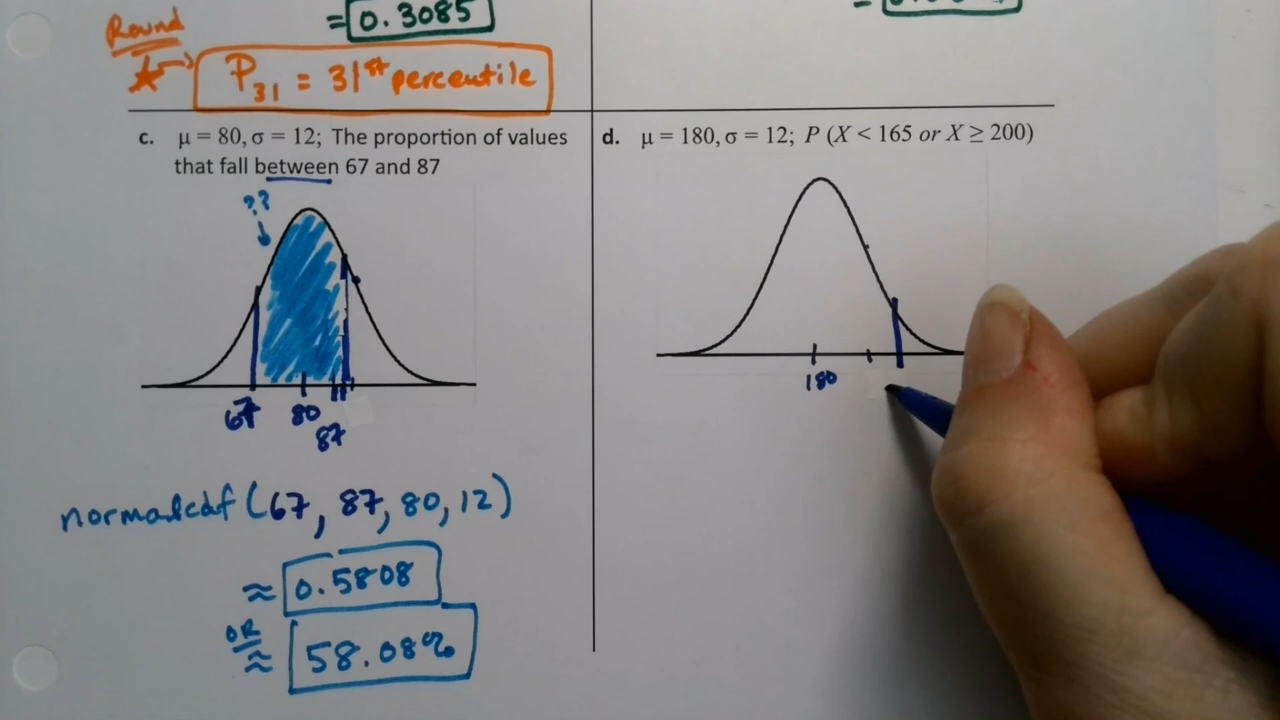 Round
= 0.3085
P31 = 31st percentile
c. μ = 80, σ = 12; The proportion of values
that fall between 67 and 87
??
67 80
87
normalcdf (67, 87, 80, 12)
≈ 0.5808
OR
≈ 58.08%
d. μ = 180, σ = 12; P (X < 165 or X ≥ 200)
180